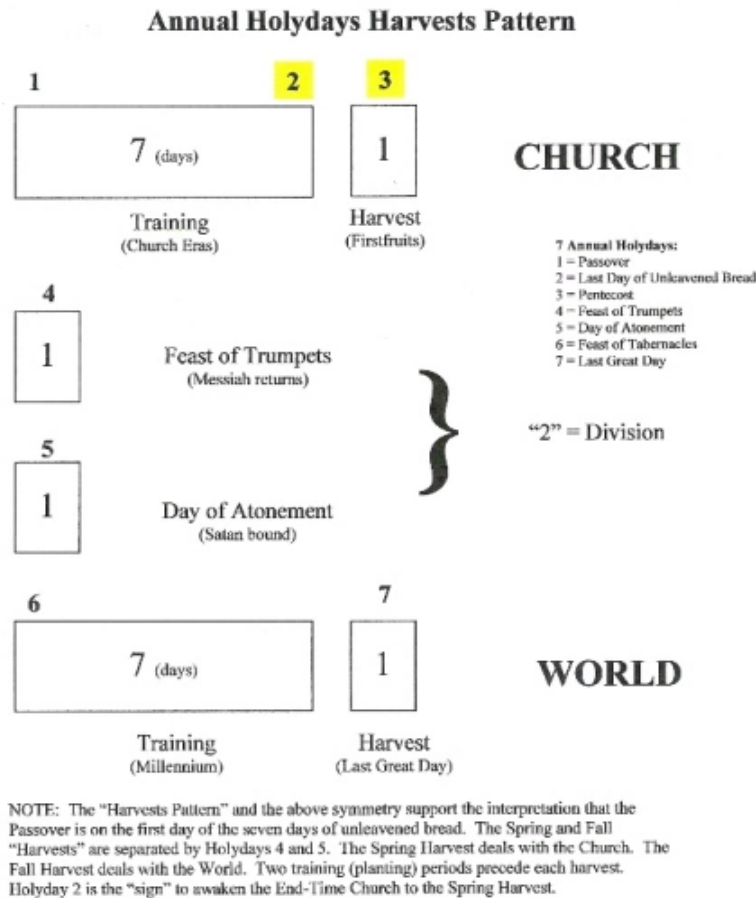 Annual Holydays Harvests Pattern
1 2 3
7 (days) 1 CHURCH
Training Harvest
(Church Eras) (Firstfruits)
7 Annual Holydays:
1 = Passover
2 = Last Day of Unleavened Bread
3 = Pentecost
4 = Feast of Trumpets
5 = Day of Atonement
6 = Feast of Tabernacles
7 = Last Great Day
4
1 Feast of Trumpets
(Messiah returns)
} "2" = Division
5
1 Day of Atonement
(Satan bound)
6 7
7 (days) 1 WORLD
Training Harvest
(Millennium) (Last Great Day)
NOTE: The "Harvests Pattern" and the above symmetry support the interpretation that the
Passover is on the first day of the seven days of unleavened bread. The Spring and Fall
"Harvests" are separated by Holydays 4 and 5. The Spring Harvest deals with the Church. The
Fall Harvest deals with the World. Two training (planting) periods precede each harvest.
Holyday 2 is the "sign" to awaken the End-Time Church to the Spring Harvest.